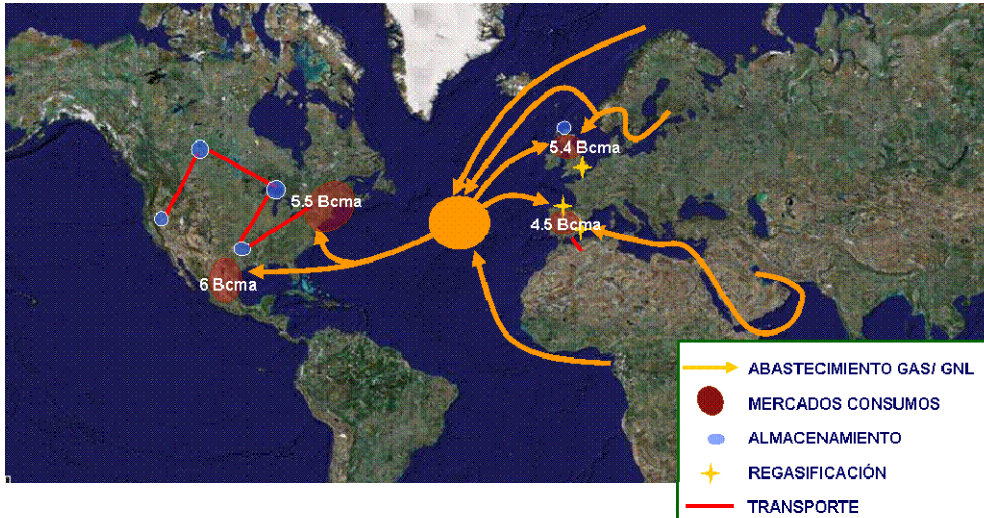 5.4 Bcma
5.5 Bcma
4.5 Bcma
6 Bcma
ABASTECIMIENTO GAS/ GNL
MERCADOS CONSUMOS
ALMACENAMIENTO
REGASIFICACIÓN
TRANSPORTE